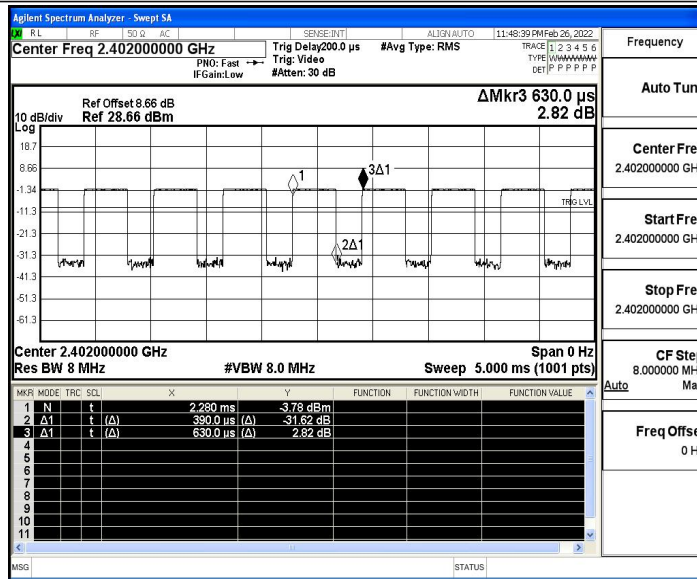 Agilent Spectrum Analyzer - Swept SA
RL RF 50 Ω AC SENSE:INT ALIGN AUTO 11:48:39 PM Feb 26, 2022
Center Freq 2.402000000 GHz
PNO: Fast
IFGain:Low
Trig Delay200.0 µs
Trig: Video
#Atten: 30 dB
#Avg Type: RMS
TRACE 1 2 3 4 5 6
TYPE
DET P P P P P P
Frequency
Auto Tun
ΔMkr3 630.0 µs
2.82 dB
Ref Offset 8.66 dB
10 dB/div Ref 28.66 dBm
Log
18.7
8.66
-1.34
-11.3
-21.3
-31.3
-41.3
-51.3
-61.3
1
3Δ1
2Δ1
TRIG LVL
Center Fre
2.402000000 GH
Start Fre
2.402000000 GH
Stop Fre
2.402000000 GH
CF Ste
8.000000 MH
Auto Ma
Freq Offse
0 H
Center 2.402000000 GHz Span 0 Hz
Res BW 8 MHz #VBW 8.0 MHz Sweep 5.000 ms (1001 pts)
MKR MODE TRC SCL X Y FUNCTION FUNCTION WIDTH FUNCTION VALUE
1 N t 2.280 ms -3.78 dBm
2 Δ1 t (Δ) 390.0 µs (Δ) -31.62 dB
3 Δ1 t (Δ) 630.0 µs (Δ) 2.82 dB
4
5
6
7
8
9
10
11
MSG STATUS